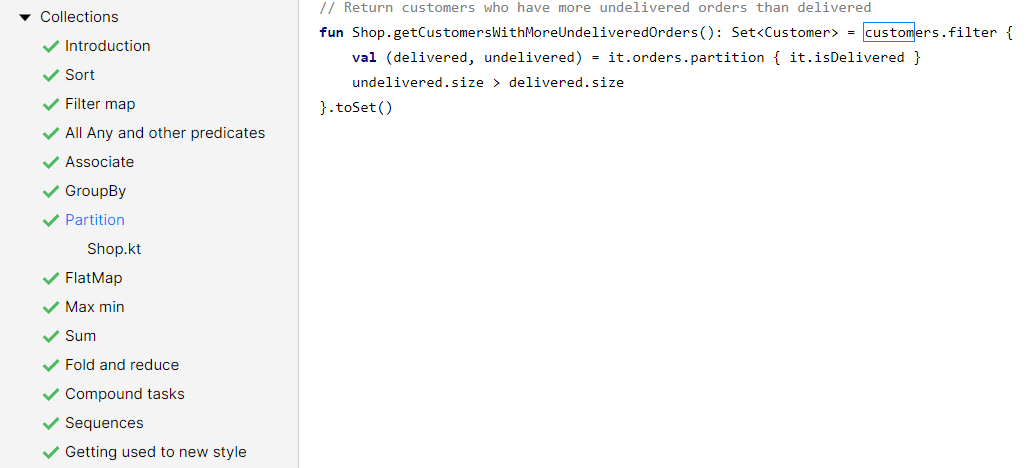 Collections
Introduction
Sort
Filter map
All Any and other predicates
Associate
GroupBy
Partition
Shop.kt
FlatMap
Max min
Sum
Fold and reduce
Compound tasks
Sequences
Getting used to new style
// Return customers who have more undelivered orders than delivered
fun Shop.getCustomersWithMoreUndeliveredOrders(): Set<Customer> = customers.filter {
    val (delivered, undelivered) = it.orders.partition { it.isDelivered }
    undelivered.size > delivered.size
}.toSet()